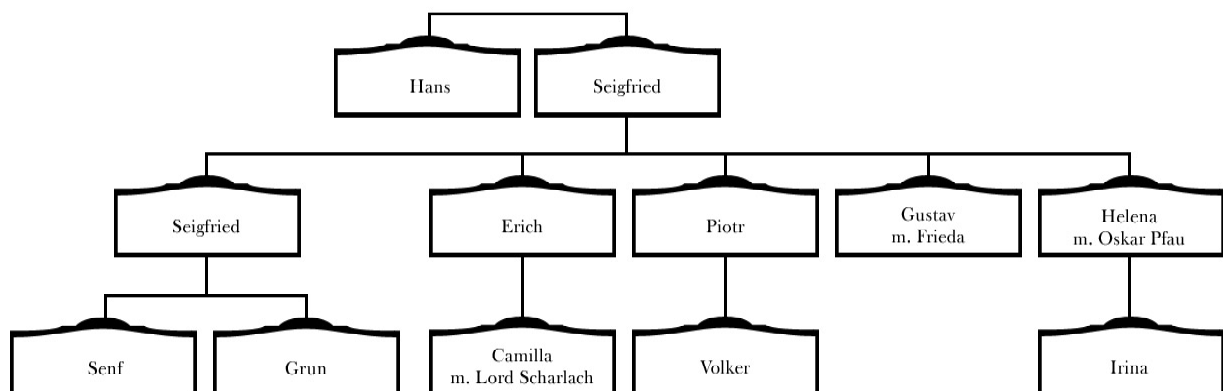 Hans
Seigfried
Seigfried
Erich
Piotr
Gustav
m. Frieda
Helena
m. Oskar Pfau
Senf
Grun
Camilla
m. Lord Scharlach
Volker
Irina